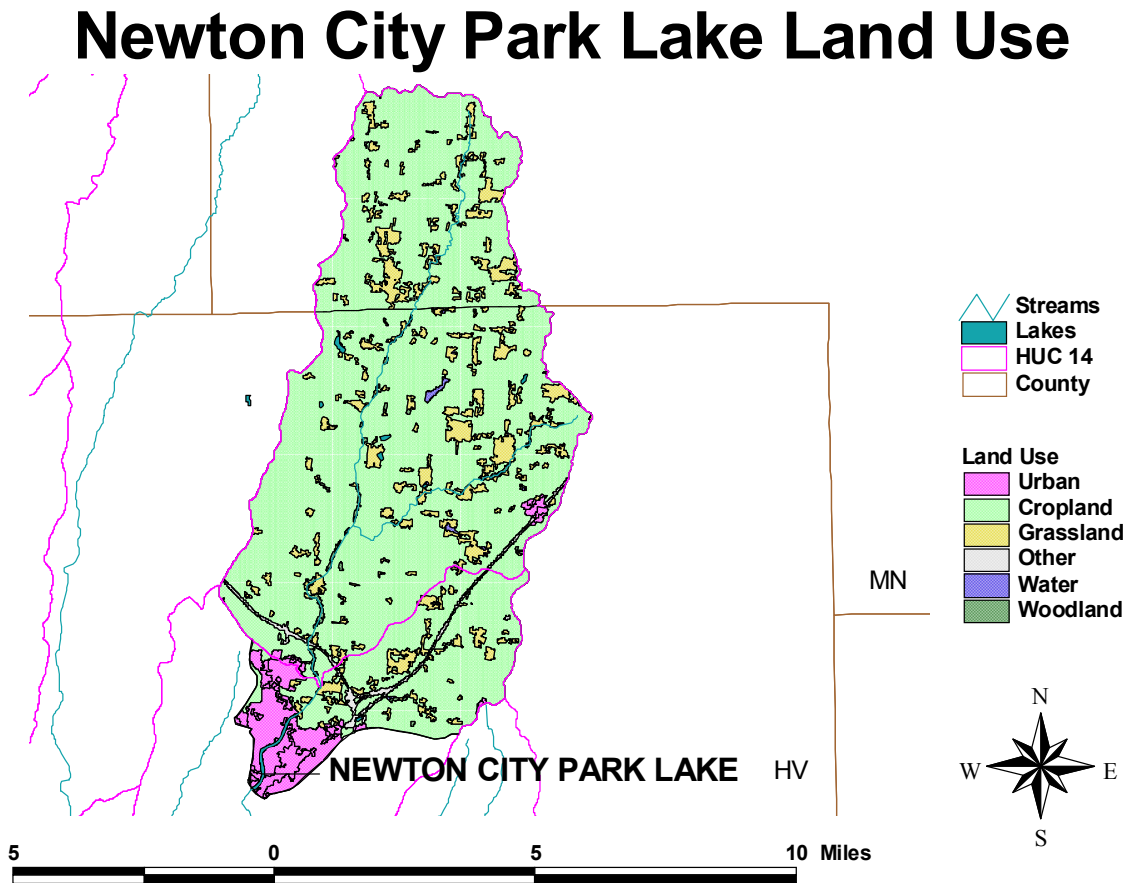 Newton City Park Lake Land Use
Streams
Lakes
HUC 14
County
Land Use
Urban
Cropland
Grassland
Other
Water
Woodland
MN
NEWTON CITY PARK LAKE
HV
N
W
E
S
5 0 5 10 Miles